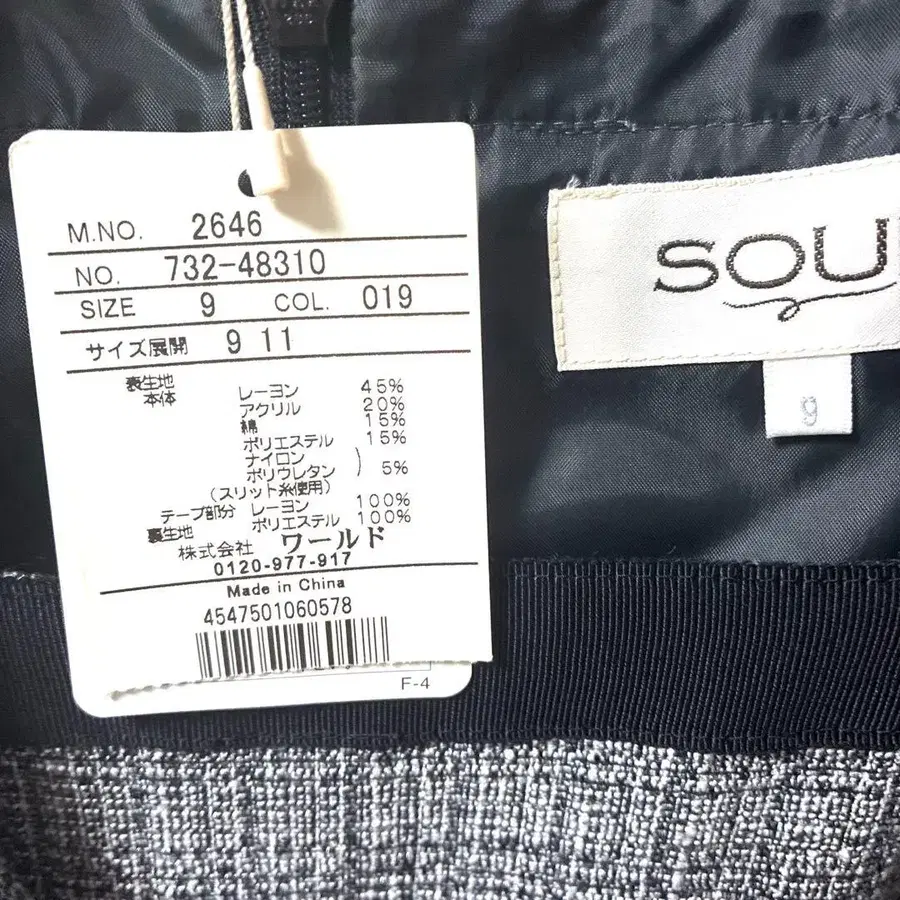 M.NO. 2646
NO. 732-48310
SIZE 9 COL. 019
サイズ展開 9 11
表生地
本体 レーヨン 45%
アクリル 20%
綿 15%
ポリエステル 15%
ナイロン
ポリウレタン ) 5%
(スリット糸使用)
テープ部分 レーヨン 100%
裏生地 ポリエステル 100%
株式会社 ワールド
0120-977-917
Made in China
4547501060578
F-4
SOU
9